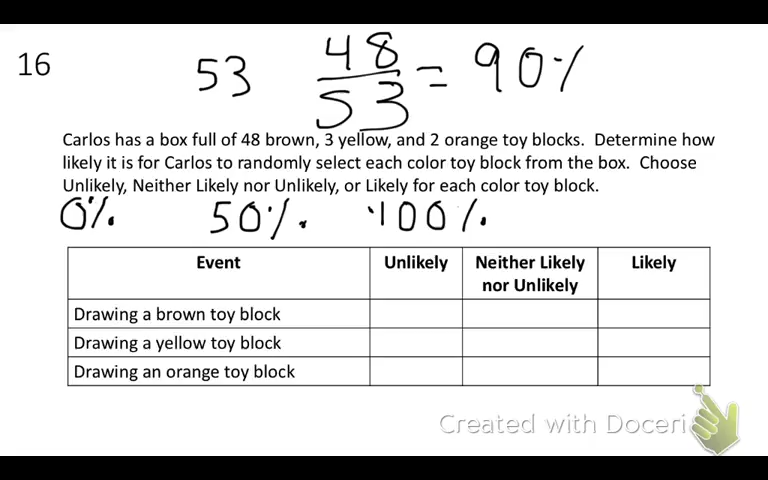 16
53 48/53 = 90%
Carlos has a box full of 48 brown, 3 yellow, and 2 orange toy blocks. Determine how
likely it is for Carlos to randomly select each color toy block from the box. Choose
Unlikely, Neither Likely nor Unlikely, or Likely for each color toy block.
0% 50% 100%
Event Unlikely Neither Likely nor Unlikely Likely
Drawing a brown toy block
Drawing a yellow toy block
Drawing an orange toy block
Created with Doceri